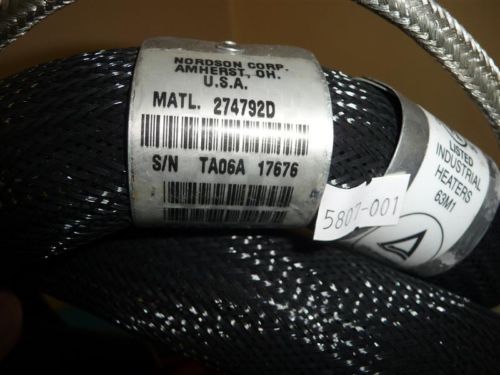 NORDSON CORP.
AMHERST, OH.
U.S.A.
MATL. 274792D
S/N TA06A 17676
5807-001
LISTED
INDUSTRIAL
HEATERS
63M1